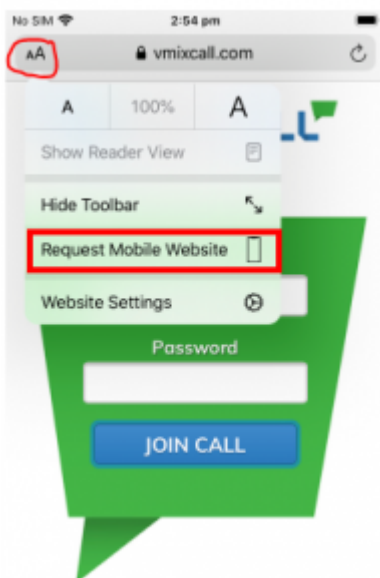 No SIM 2:54 pm
AA vmixcall.com
A 100% A
Show Reader View
Hide Toolbar
Request Mobile Website
Website Settings
Password
JOIN CALL